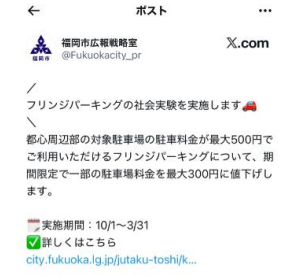 ポスト
福岡市広報戦略室
@Fukuokacity_pr
X.com
福岡市
／
フリンジパーキングの社会実験を実施します🚗
＼
都心周辺部の対象駐車場の駐車料金が最大500円で
ご利用いただけるフリンジパーキングについて、期
間限定で一部の駐車場料金を最大300円に値下げし
ます。
🗒️実施期間：10/1〜3/31
✅詳しくはこちら
city.fukuoka.lg.jp/jutaku-toshi/k...